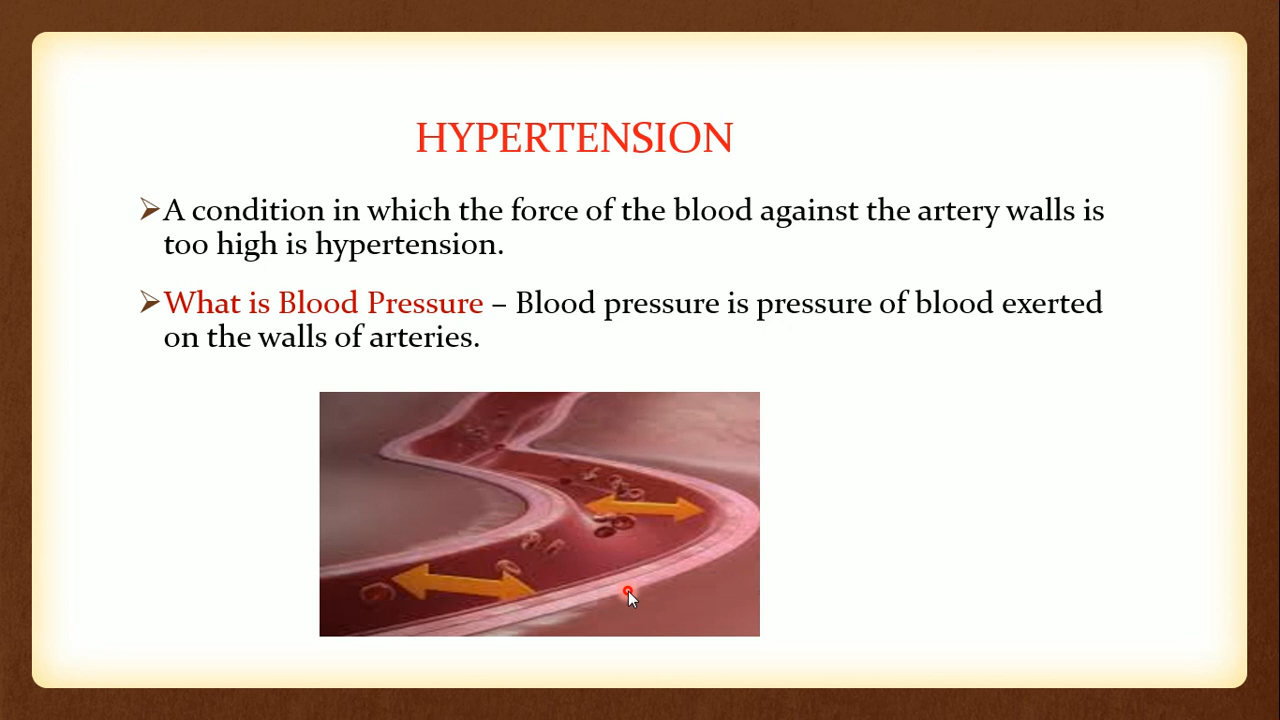 HYPERTENSION
➢A condition in which the force of the blood against the artery walls is
too high is hypertension.
➢What is Blood Pressure – Blood pressure is pressure of blood exerted
on the walls of arteries.